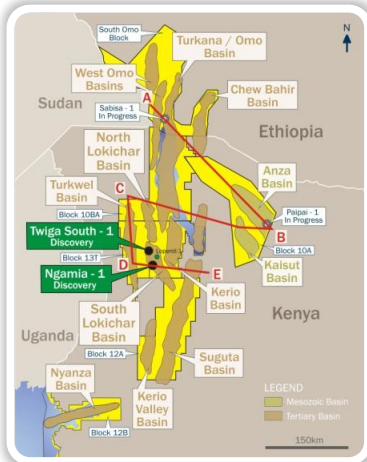 N
South Omo
Block
Turkana / Omo
Basin
West Omo
Basins
A
Chew Bahir
Basin
Sudan
Sabisa - 1
In Progress
Ethiopia
North
Lokichar
Basin
Anza
Basin
Turkwel
Basin
C
Block 10BA
Paipai - 1
In Progress
B
Twiga South - 1
Discovery
Block 10A
Block 13T
Kaisut
Basin
Ngamia - 1
Discovery
D
E
Kerio
Basin
South
Lokichar
Basin
Kenya
Uganda
Block 12A
Suguta
Basin
Nyanza
Basin
Kerio
Valley
Basin
Block 12B
LEGEND
Mesozoic Basin
Tertiary Basin
150km